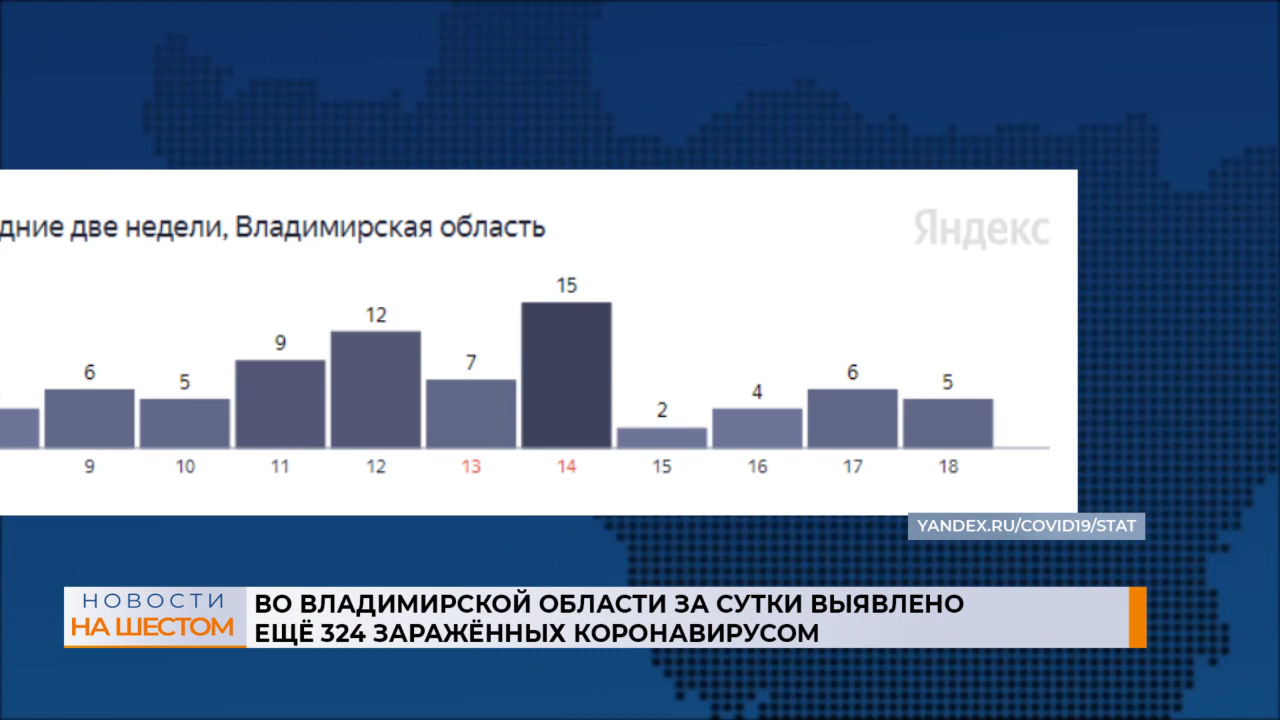 дние две недели, Владимирская область
Яндекс
15
12
9
7
6
5
2
4
6
5
9 10 11 12 13 14 15 16 17 18
YANDEX.RU/COVID19/STAT
НОВОСТИ
НА ШЕСТОМ
ВО ВЛАДИМИРСКОЙ ОБЛАСТИ ЗА СУТКИ ВЫЯВЛЕНО
ЕЩЁ 324 ЗАРАЖЁННЫХ КОРОНАВИРУСОМ